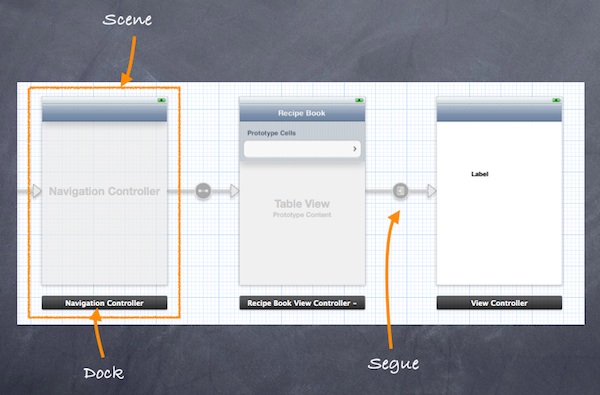 Scene
Recipe Book
Prototype Cells
Navigation Controller
Table View
Prototype Content
Label
Navigation Controller
Recipe Book View Controller –
View Controller
Dock
Segue